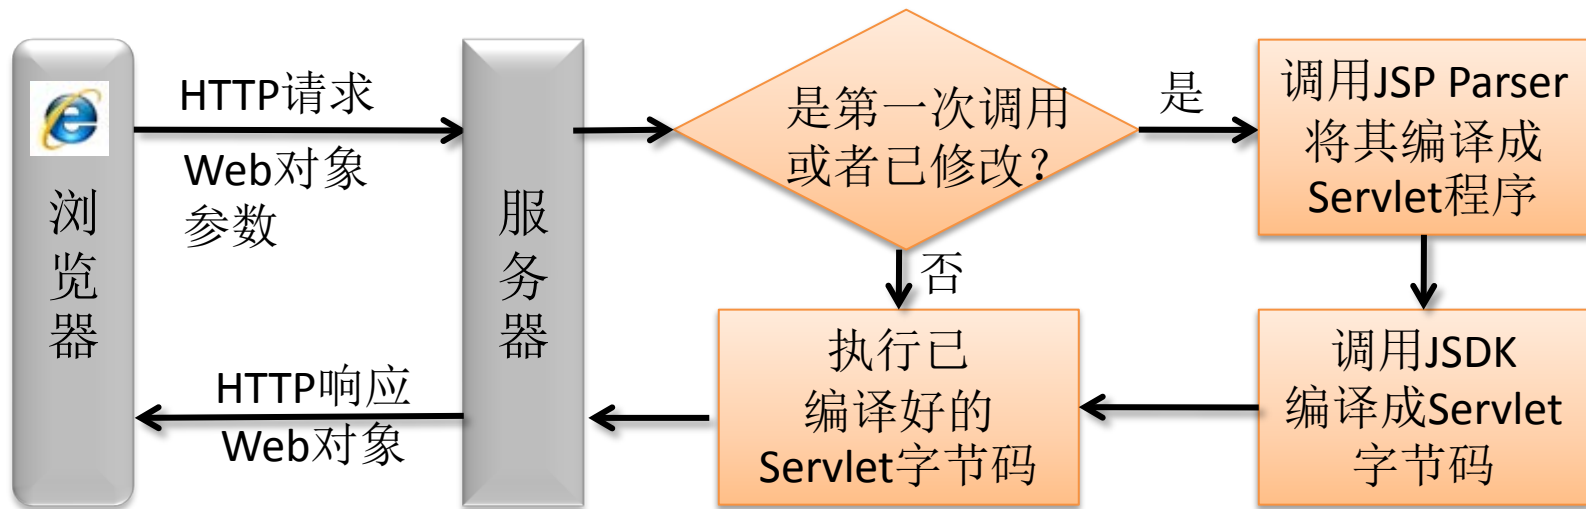 浏览器
HTTP请求
Web对象
参数
HTTP响应
Web对象
服务器
是第一次调用
或者已修改？
是
否
调用JSP Parser
将其编译成
Servlet程序
调用JSDK
编译成Servlet
字节码
执行已
编译好的
Servlet字节码